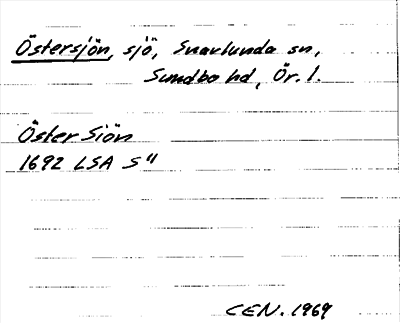 Östersjön, sjö, Snavlunda sn,
Sundbo hd, Ör. l.
Öster Siön
1692 LSA S"
CEN. 1969